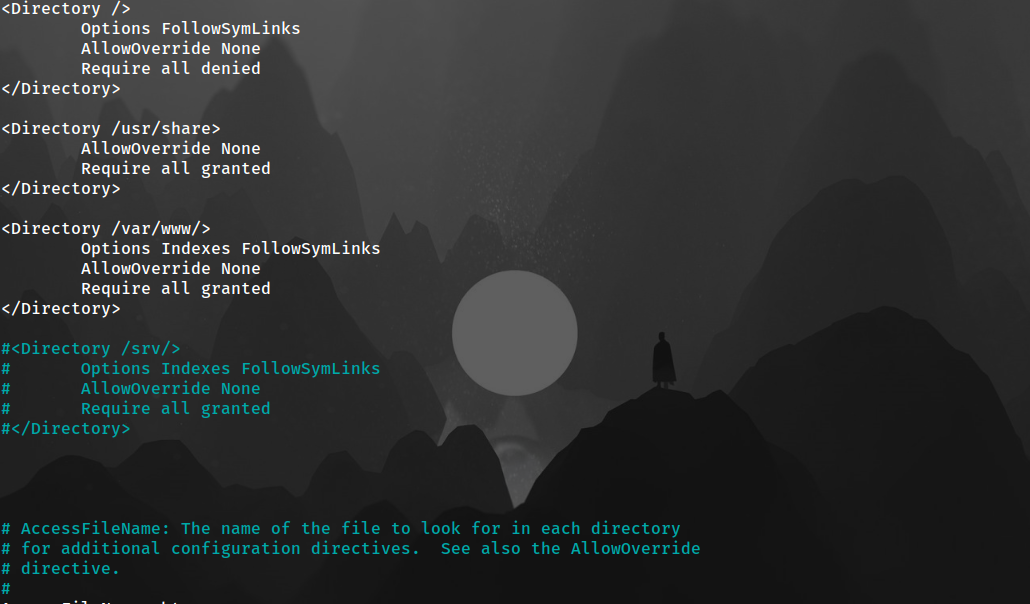 <Directory />
        Options FollowSymLinks
        AllowOverride None
        Require all denied
</Directory>

<Directory /usr/share>
        AllowOverride None
        Require all granted
</Directory>

<Directory /var/www/>
        Options Indexes FollowSymLinks
        AllowOverride None
        Require all granted
</Directory>

#<Directory /srv/>
#       Options Indexes FollowSymLinks
#       AllowOverride None
#       Require all granted
#</Directory>

# AccessFileName: The name of the file to look for in each directory
# for additional configuration directives.  See also the AllowOverride
# directive.
#